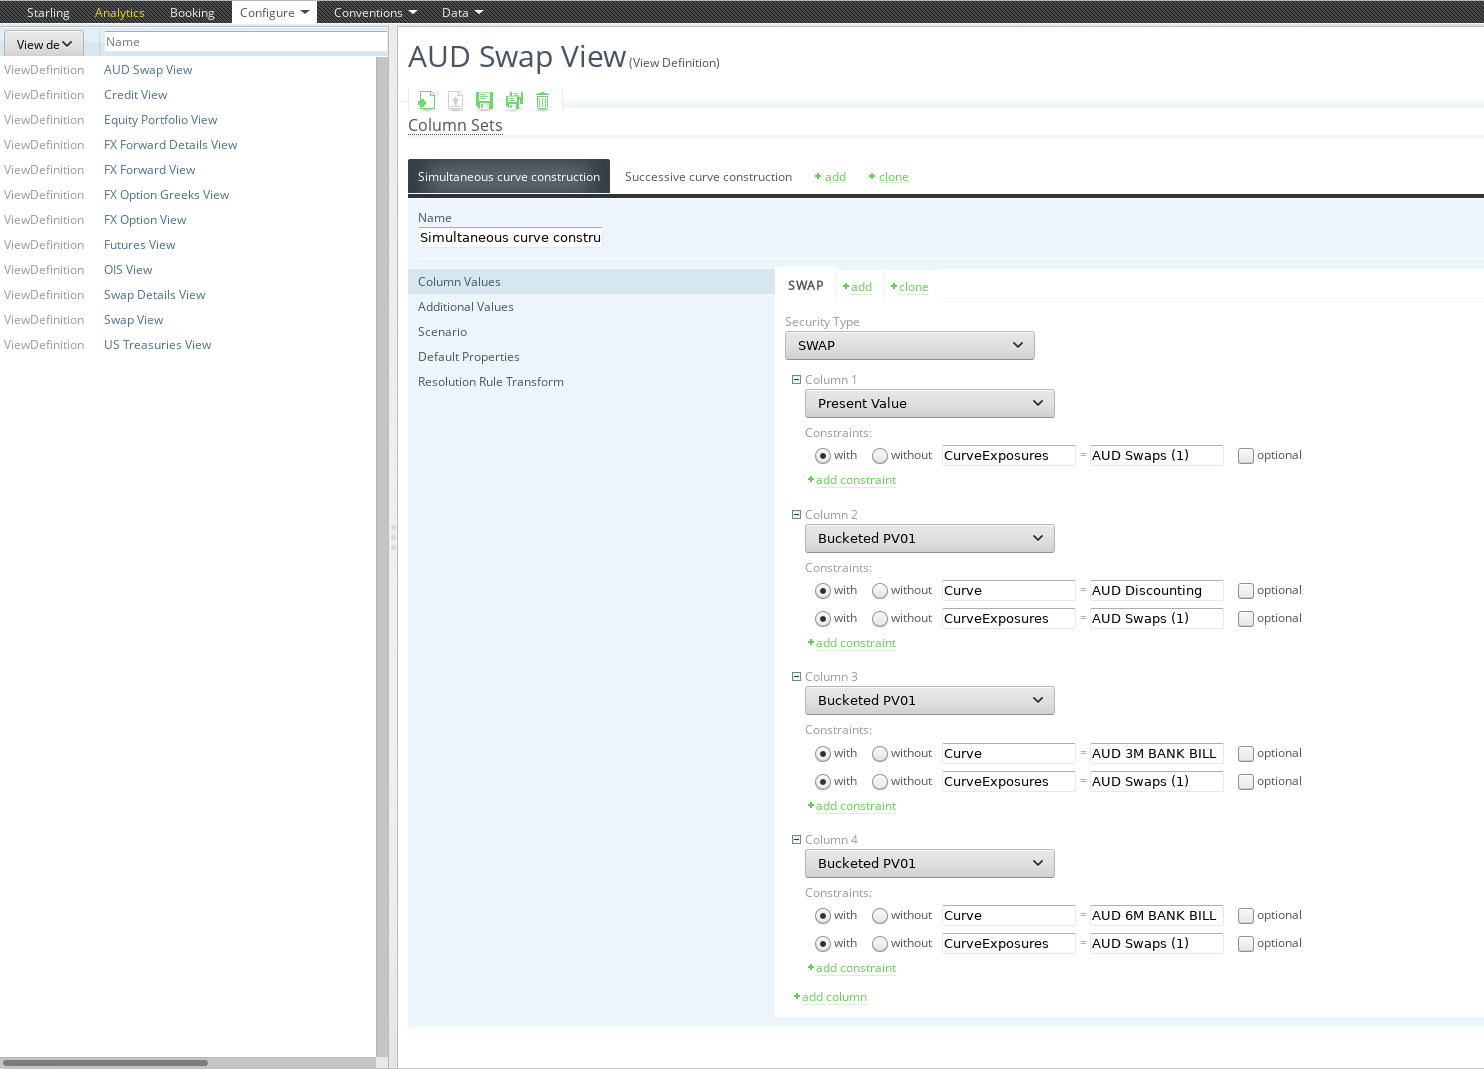 Starling Analytics Booking Configure Conventions Data
View de Name
ViewDefinition AUD Swap View
ViewDefinition Credit View
ViewDefinition Equity Portfolio View
ViewDefinition FX Forward Details View
ViewDefinition FX Forward View
ViewDefinition FX Option Greeks View
ViewDefinition FX Option View
ViewDefinition Futures View
ViewDefinition OIS View
ViewDefinition Swap Details View
ViewDefinition Swap View
ViewDefinition US Treasuries View
AUD Swap View (View Definition)
Column Sets
Simultaneous curve construction Successive curve construction + add + clone
Name
Simultaneous curve constru
Column Values
Additional Values
Scenario
Default Properties
Resolution Rule Transform
SWAP +add +clone
Security Type
SWAP
Column 1
Present Value
Constraints:
with without CurveExposures = AUD Swaps (1) optional
+add constraint
Column 2
Bucketed PV01
Constraints:
with without Curve = AUD Discounting optional
with without CurveExposures = AUD Swaps (1) optional
+add constraint
Column 3
Bucketed PV01
Constraints:
with without Curve = AUD 3M BANK BILL optional
with without CurveExposures = AUD Swaps (1) optional
+add constraint
Column 4
Bucketed PV01
Constraints:
with without Curve = AUD 6M BANK BILL optional
with without CurveExposures = AUD Swaps (1) optional
+add constraint
+add column